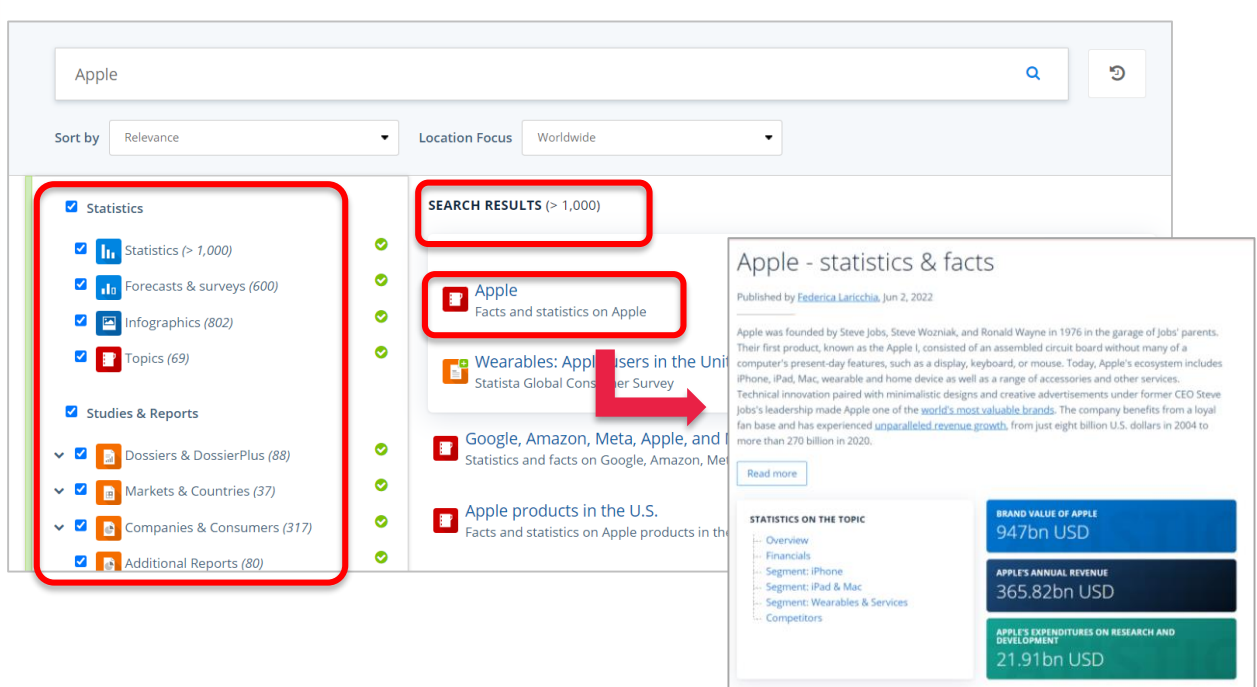 Apple
Sort by
Relevance
Location Focus
Worldwide
Statistics
Statistics (> 1,000)
Forecasts & surveys (600)
Infographics (802)
Topics (69)
Studies & Reports
Dossiers & DossierPlus (88)
Markets & Countries (37)
Companies & Consumers (317)
Additional Reports (80)
SEARCH RESULTS (> 1,000)
Apple
Facts and statistics on Apple
Wearables: Apple users in the
Statista Global Consumer Survey
Google, Amazon, Meta, Apple, and
Statistics and facts on Google, Amazon,
Apple products in the U.S.
Facts and statistics on Apple products in
Apple - statistics & facts
Published by Federica Laricchia, Jun 2, 2022
Apple was founded by Steve Jobs, Steve Wozniak, and Ronald Wayne in 1976 in the garage of Jobs' parents.
Their first product, known as the Apple I, consisted of an assembled circuit board without many of a
computer's present-day features, such as a display, keyboard, or mouse. Today, Apple's ecosystem includes
iPhone, iPad, Mac, wearable and home device as well as a range of accessories and other services.
Technical innovation paired with minimalistic designs and creative advertisements under former CEO Steve
Jobs's leadership made Apple one of the world's most valuable brands. The company benefits from a loyal
fan base and has experienced unparalleled revenue growth, from just eight billion U.S. dollars in 2004 to
more than 270 billion in 2020.
Read more
STATISTICS ON THE TOPIC
Overview
Financials
Segment: iPhone
Segment: iPad & Mac
Segment: Wearables & Services
Competitors
BRAND VALUE OF APPLE
947bn USD
APPLE'S ANNUAL REVENUE
365.82bn USD
APPLE'S EXPENDITURES ON RESEARCH AND
DEVELOPMENT
21.91bn USD